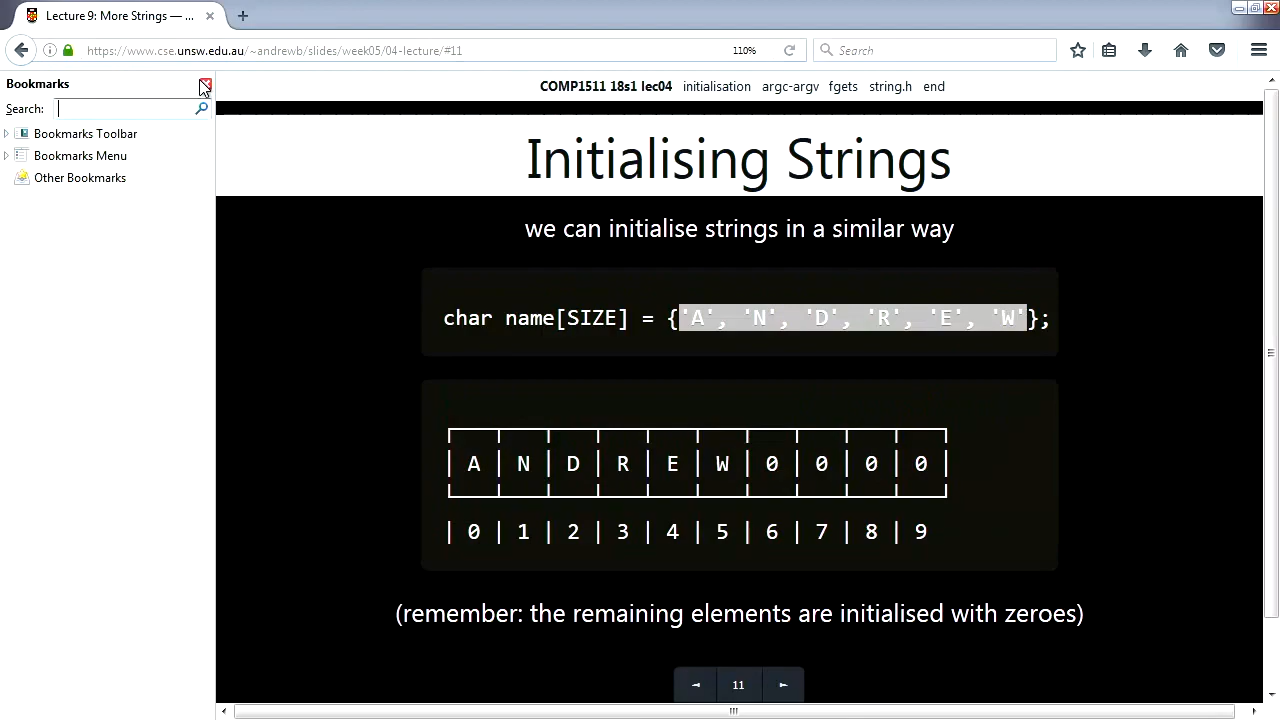 Lecture 9: More Strings — ...
https://www.cse.unsw.edu.au/~andrewb/slides/week05/04-lecture/#11
110%
Search
Bookmarks
Search:
Bookmarks Toolbar
Bookmarks Menu
Other Bookmarks
COMP1511 18s1 lec04 initialisation argc-argv fgets string.h end
Initialising Strings
we can initialise strings in a similar way
char name[SIZE] = {'A', 'N', 'D', 'R', 'E', 'W'};
| A | N | D | R | E | W | 0 | 0 | 0 | 0 |
| 0 | 1 | 2 | 3 | 4 | 5 | 6 | 7 | 8 | 9
(remember: the remaining elements are initialised with zeroes)
11